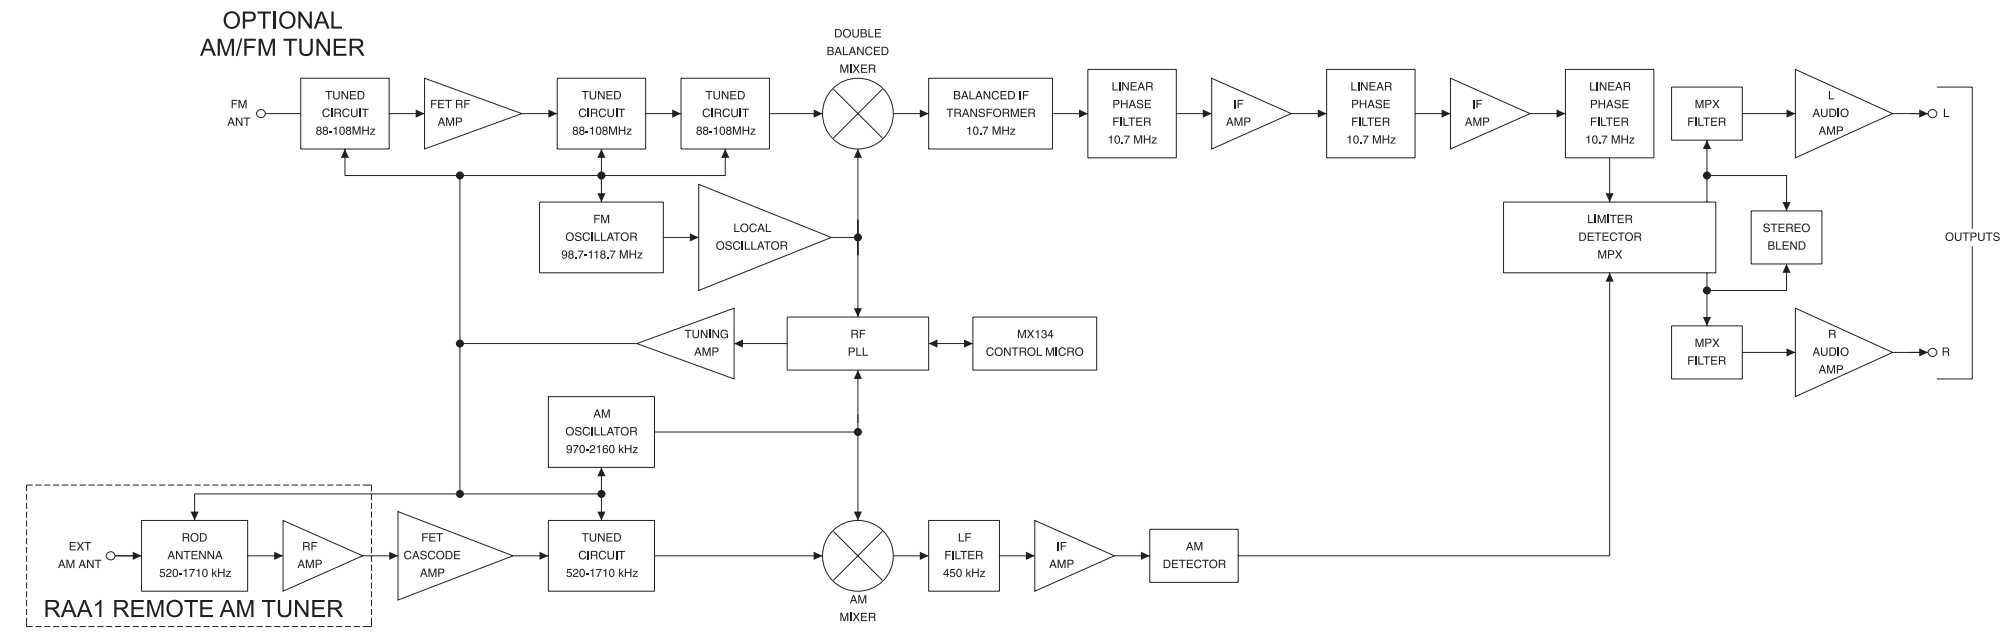 OPTIONAL
AM/FM TUNER
FM
ANT
TUNED
CIRCUIT
88-108MHz
FET RF
AMP
TUNED
CIRCUIT
88-108MHz
TUNED
CIRCUIT
88-108MHz
DOUBLE
BALANCED
MIXER
BALANCED IF
TRANSFORMER
10.7 MHz
LINEAR
PHASE
FILTER
10.7 MHz
IF
AMP
LINEAR
PHASE
FILTER
10.7 MHz
IF
AMP
LINEAR
PHASE
FILTER
10.7 MHz
MPX
FILTER
L
AUDIO
AMP
L
FM
OSCILLATOR
98.7-118.7 MHz
LOCAL
OSCILLATOR
LIMITER
DETECTOR
MPX
STEREO
BLEND
OUTPUTS
TUNING
AMP
RF
PLL
MX134
CONTROL MICRO
MPX
FILTER
R
AUDIO
AMP
R
AM
OSCILLATOR
970-2160 kHz
EXT
AM ANT
ROD
ANTENNA
520-1710 kHz
RF
AMP
FET
CASCODE
AMP
TUNED
CIRCUIT
520-1710 kHz
AM
MIXER
LF
FILTER
450 kHz
IF
AMP
AM
DETECTOR
RAA1 REMOTE AM TUNER